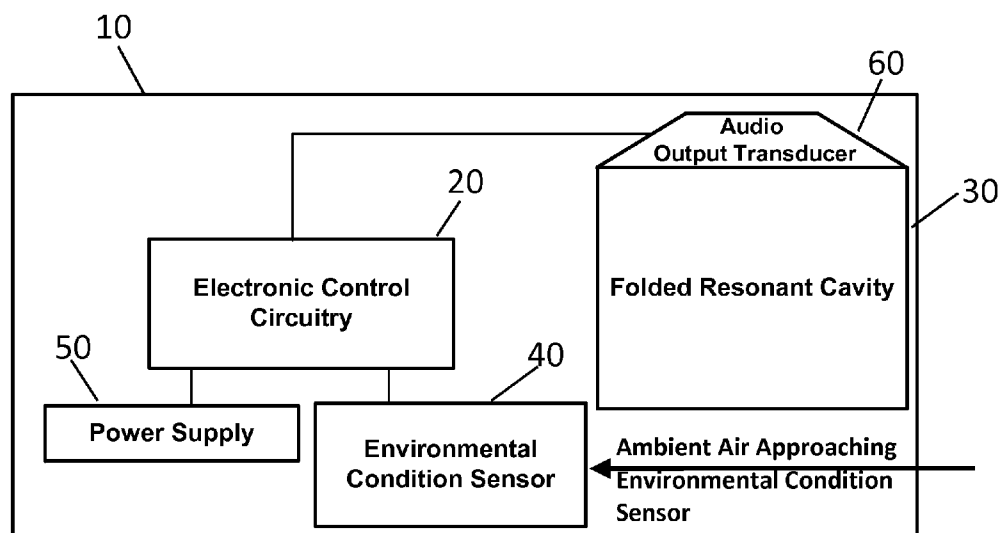 10
60
Audio
Output Transducer
20
30
Electronic Control
Circuitry
Folded Resonant Cavity
50
40
Power Supply
Environmental
Condition Sensor
Ambient Air Approaching
Environmental Condition
Sensor